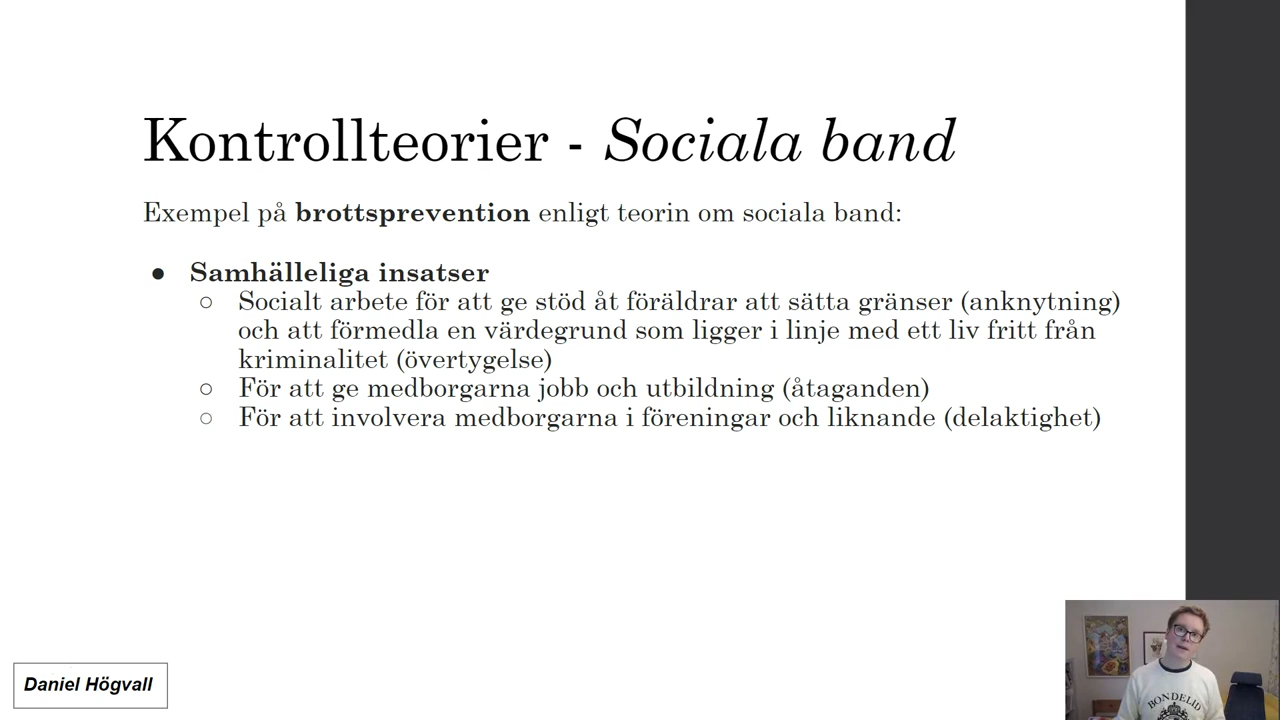 Kontrollteorier - Sociala band
Exempel på brottsprevention enligt teorin om sociala band:
● Samhälleliga insatser
○ Socialt arbete för att ge stöd åt föräldrar att sätta gränser (anknytning)
och att förmedla en värdegrund som ligger i linje med ett liv fritt från
kriminalitet (övertygelse)
○ För att ge medborgarna jobb och utbildning (åtaganden)
○ För att involvera medborgarna i föreningar och liknande (delaktighet)
Daniel Högvall
BONDELID